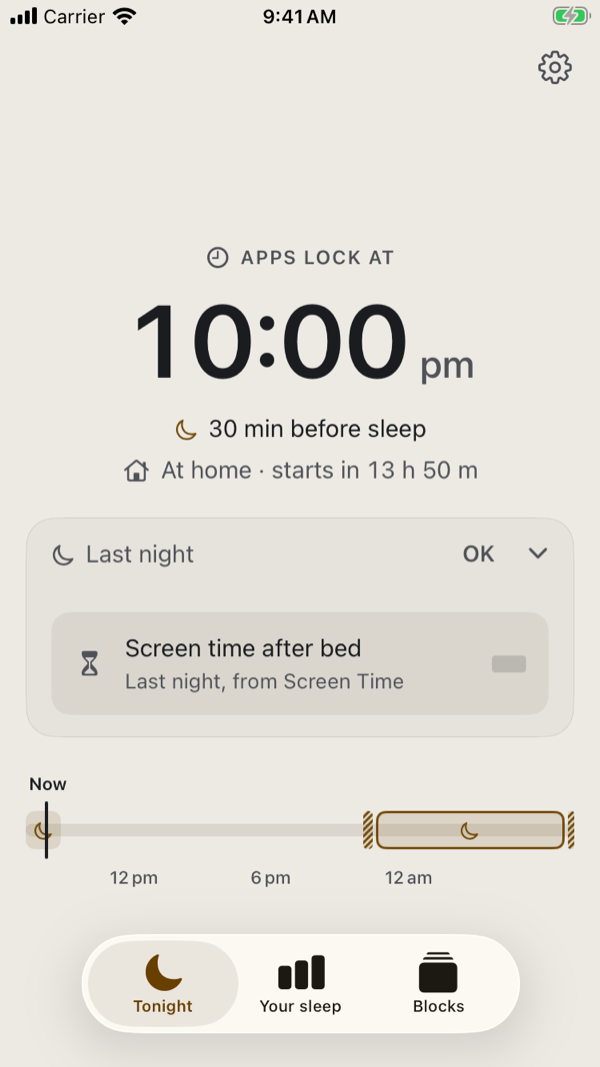 Carrier 9:41 AM
APPS LOCK AT
10:00 pm
30 min before sleep
At home · starts in 13 h 50 m
Last night OK
Screen time after bed
Last night, from Screen Time
Now
12 pm 6 pm 12 am
Tonight Your sleep Blocks